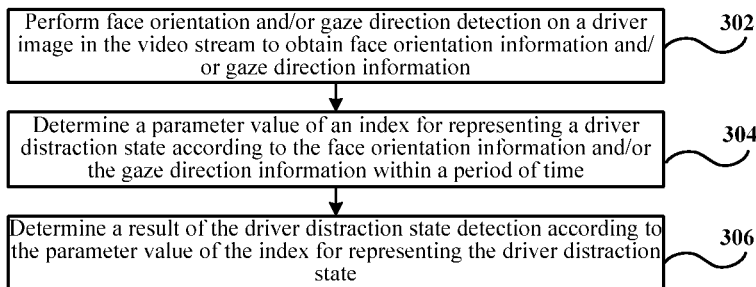 Perform face orientation and/or gaze direction detection on a driver
image in the video stream to obtain face orientation information and/
or gaze direction information
302
Determine a parameter value of an index for representing a driver
distraction state according to the face orientation information and/or
the gaze direction information within a period of time
304
Determine a result of the driver distraction state detection according to
the parameter value of the index for representing the driver distraction
state
306